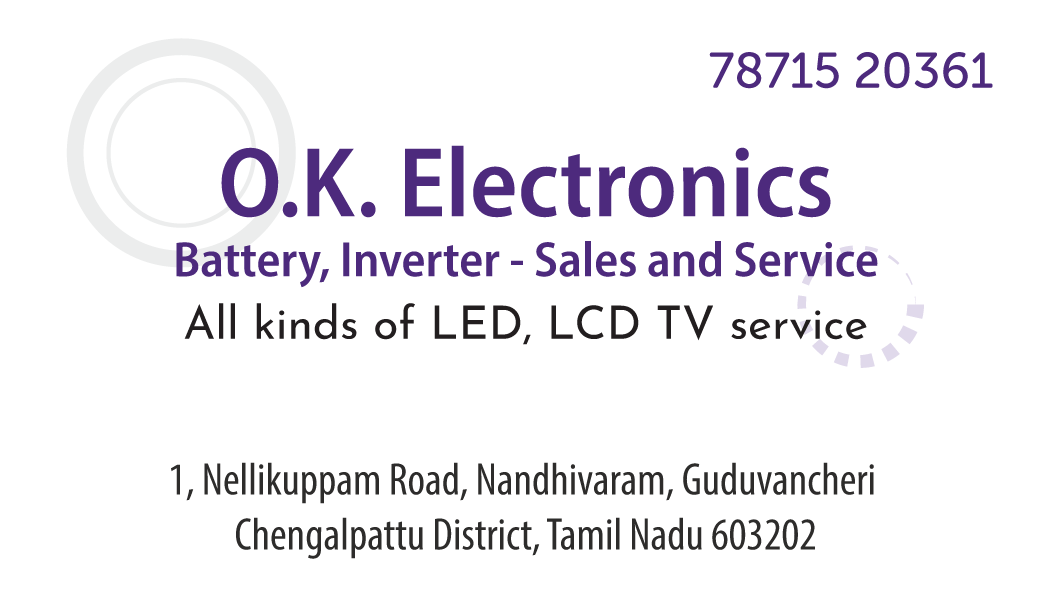 78715 20361
O.K. Electronics
Battery, Inverter - Sales and Service
All kinds of LED, LCD TV service
1, Nellikuppam Road, Nandhivaram, Guduvancheri
Chengalpattu District, Tamil Nadu 603202